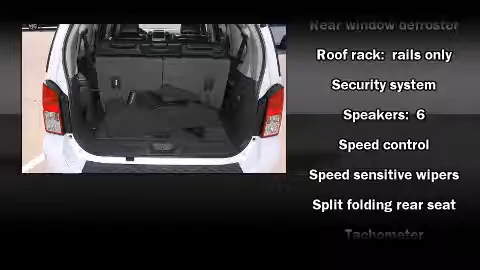 Rear window defroster
Roof rack:  rails only
Security system
Speakers:  6
Speed control
Speed sensitive wipers
Split folding rear seat
Tachometer